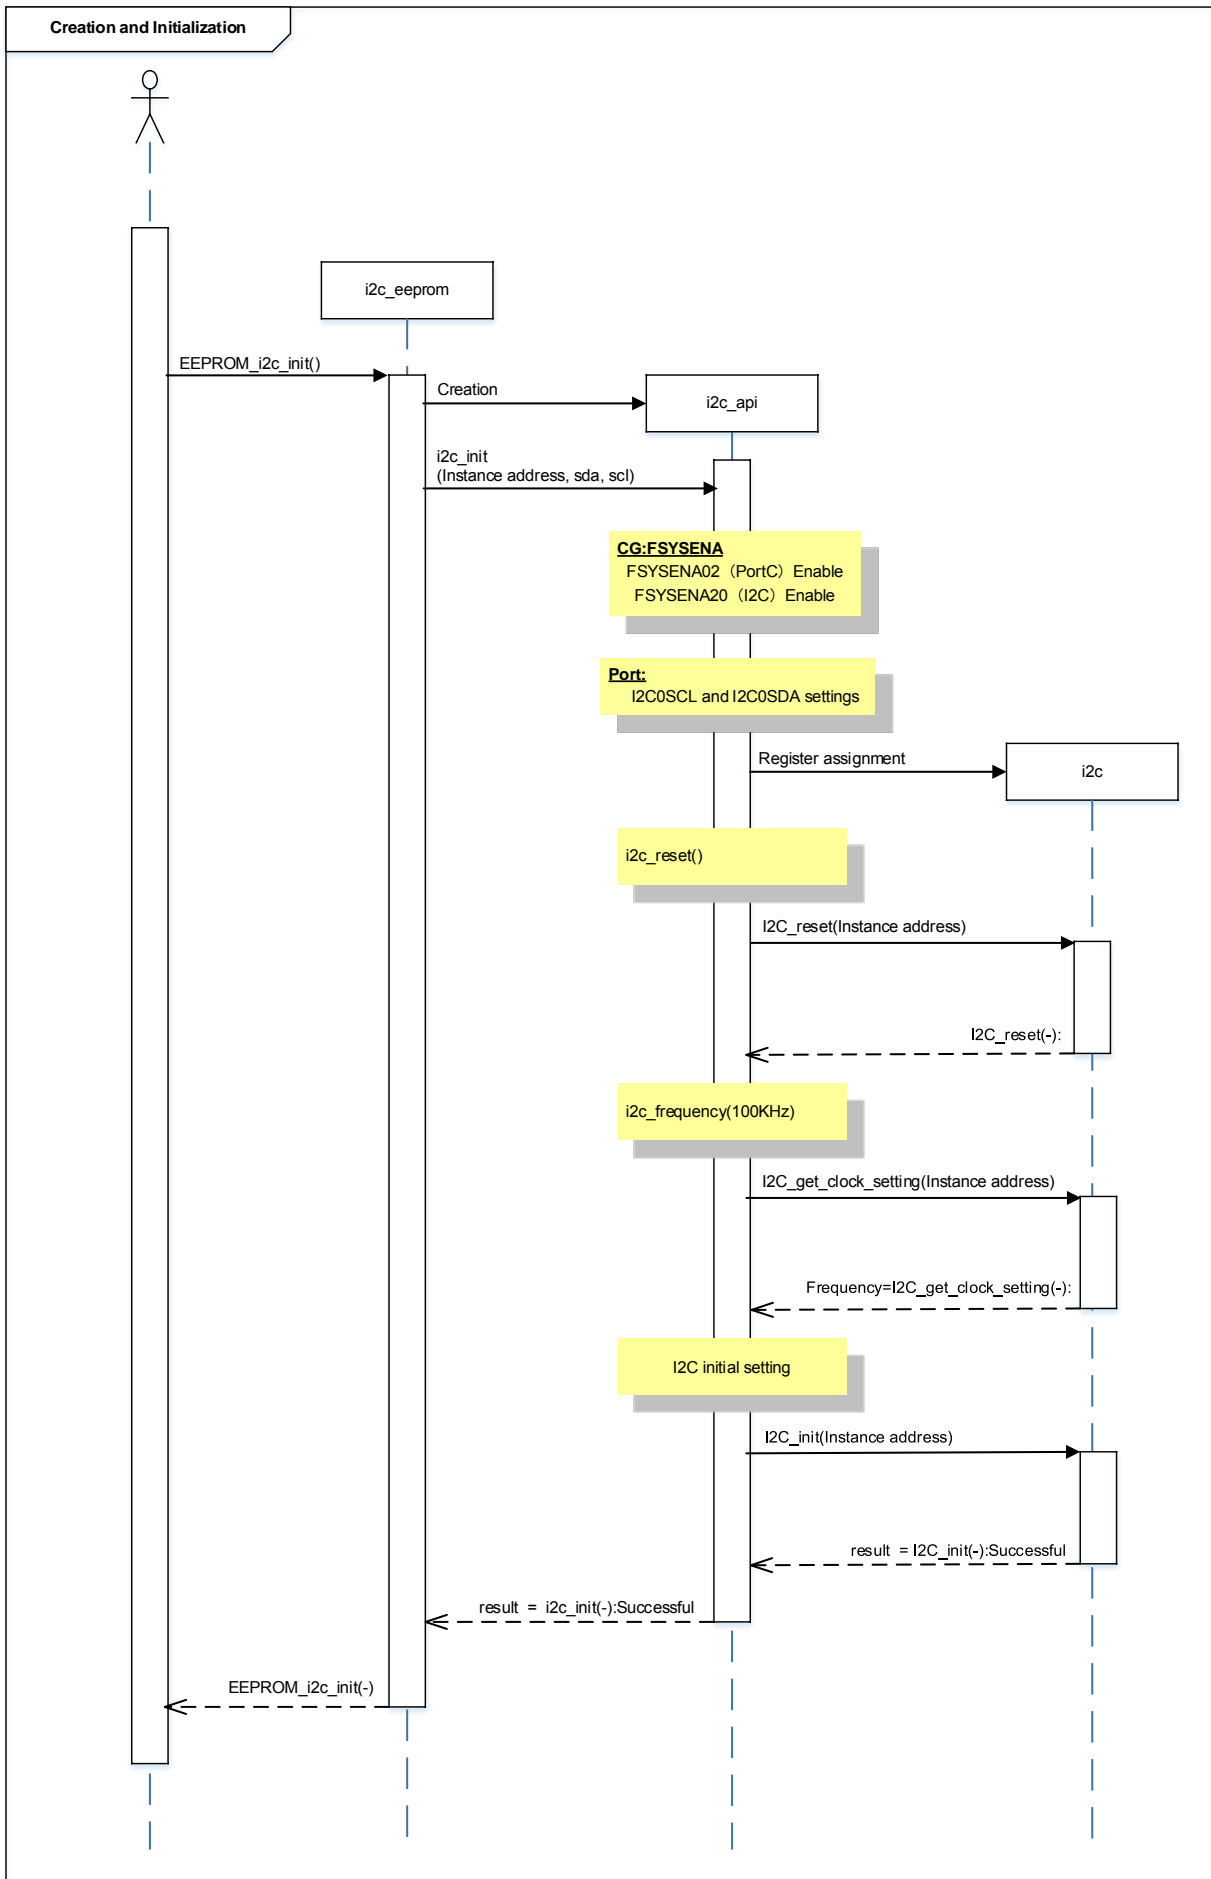 Creation and Initialization
i2c_eeprom
EEPROM_i2c_init()
Creation
i2c_api
i2c_init
(Instance address, sda, scl)
CG:FSYSENA
FSYSENA02（PortC）Enable
FSYSENA20（I2C）Enable
Port:
I2C0SCL and I2C0SDA settings
Register assignment
i2c
i2c_reset()
I2C_reset(Instance address)
I2C_reset(-):
i2c_frequency(100KHz)
I2C_get_clock_setting(Instance address)
Frequency=I2C_get_clock_setting(-):
I2C initial setting
I2C_init(Instance address)
result = I2C_init(-):Successful
result = i2c_init(-):Successful
EEPROM_i2c_init(-)